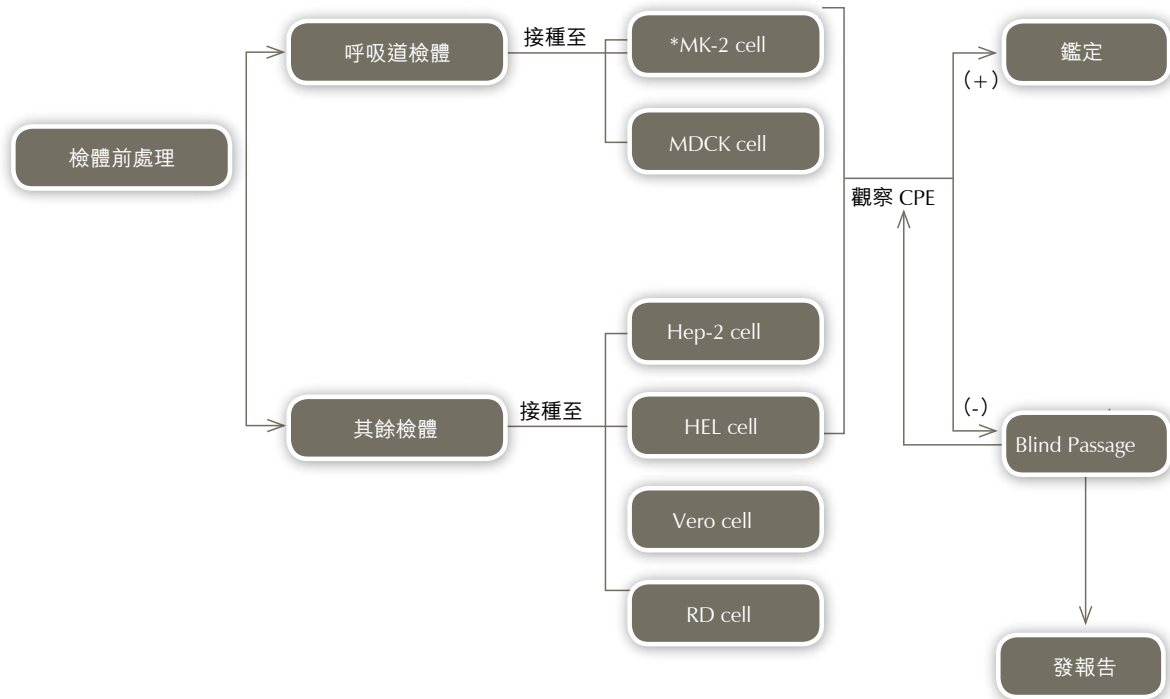 檢體前處理
呼吸道檢體
接種至
*MK-2 cell
MDCK cell
其餘檢體
接種至
Hep-2 cell
HEL cell
Vero cell
RD cell
觀察 CPE
(+)
鑑定
(-)
Blind Passage
發報告